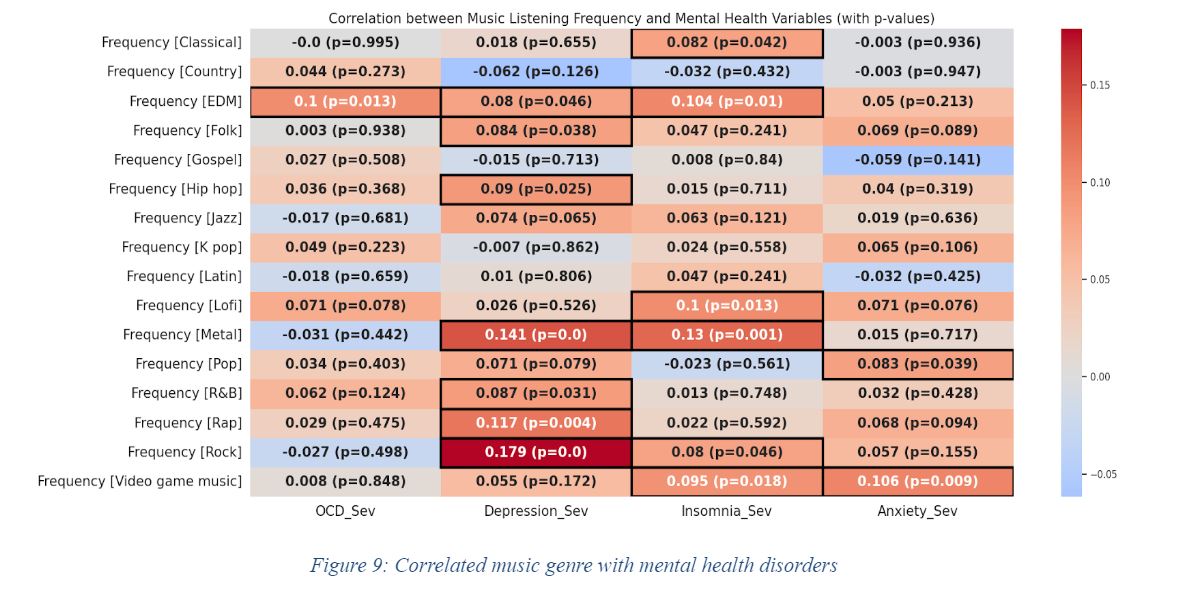 Correlation between Music Listening Frequency and Mental Health Variables (with p-values)
Frequency [Classical] -0.0 (p=0.995) 0.018 (p=0.655) 0.082 (p=0.042) -0.003 (p=0.936)
Frequency [Country] 0.044 (p=0.273) -0.062 (p=0.126) -0.032 (p=0.432) -0.003 (p=0.947)
Frequency [EDM] 0.1 (p=0.013) 0.08 (p=0.046) 0.104 (p=0.01) 0.05 (p=0.213)
Frequency [Folk] 0.003 (p=0.938) 0.084 (p=0.038) 0.047 (p=0.241) 0.069 (p=0.089)
Frequency [Gospel] 0.027 (p=0.508) -0.015 (p=0.713) 0.008 (p=0.84) -0.059 (p=0.141)
Frequency [Hip hop] 0.036 (p=0.368) 0.09 (p=0.025) 0.015 (p=0.711) 0.04 (p=0.319)
Frequency [Jazz] -0.017 (p=0.681) 0.074 (p=0.065) 0.063 (p=0.121) 0.019 (p=0.636)
Frequency [K pop] 0.049 (p=0.223) -0.007 (p=0.862) 0.024 (p=0.558) 0.065 (p=0.106)
Frequency [Latin] -0.018 (p=0.659) 0.01 (p=0.806) 0.047 (p=0.241) -0.032 (p=0.425)
Frequency [Lofi] 0.071 (p=0.078) 0.026 (p=0.526) 0.1 (p=0.013) 0.071 (p=0.076)
Frequency [Metal] -0.031 (p=0.442) 0.141 (p=0.0) 0.13 (p=0.001) 0.015 (p=0.717)
Frequency [Pop] 0.034 (p=0.403) 0.071 (p=0.079) -0.023 (p=0.561) 0.083 (p=0.039)
Frequency [R&B] 0.062 (p=0.124) 0.087 (p=0.031) 0.013 (p=0.748) 0.032 (p=0.428)
Frequency [Rap] 0.029 (p=0.475) 0.117 (p=0.004) 0.022 (p=0.592) 0.068 (p=0.094)
Frequency [Rock] -0.027 (p=0.498) 0.179 (p=0.0) 0.08 (p=0.046) 0.057 (p=0.155)
Frequency [Video game music] 0.008 (p=0.848) 0.055 (p=0.172) 0.095 (p=0.018) 0.106 (p=0.009)
OCD_Sev Depression_Sev Insomnia_Sev Anxiety_Sev
0.15
0.10
0.05
0.00
−0.05
Figure 9: Correlated music genre with mental health disorders